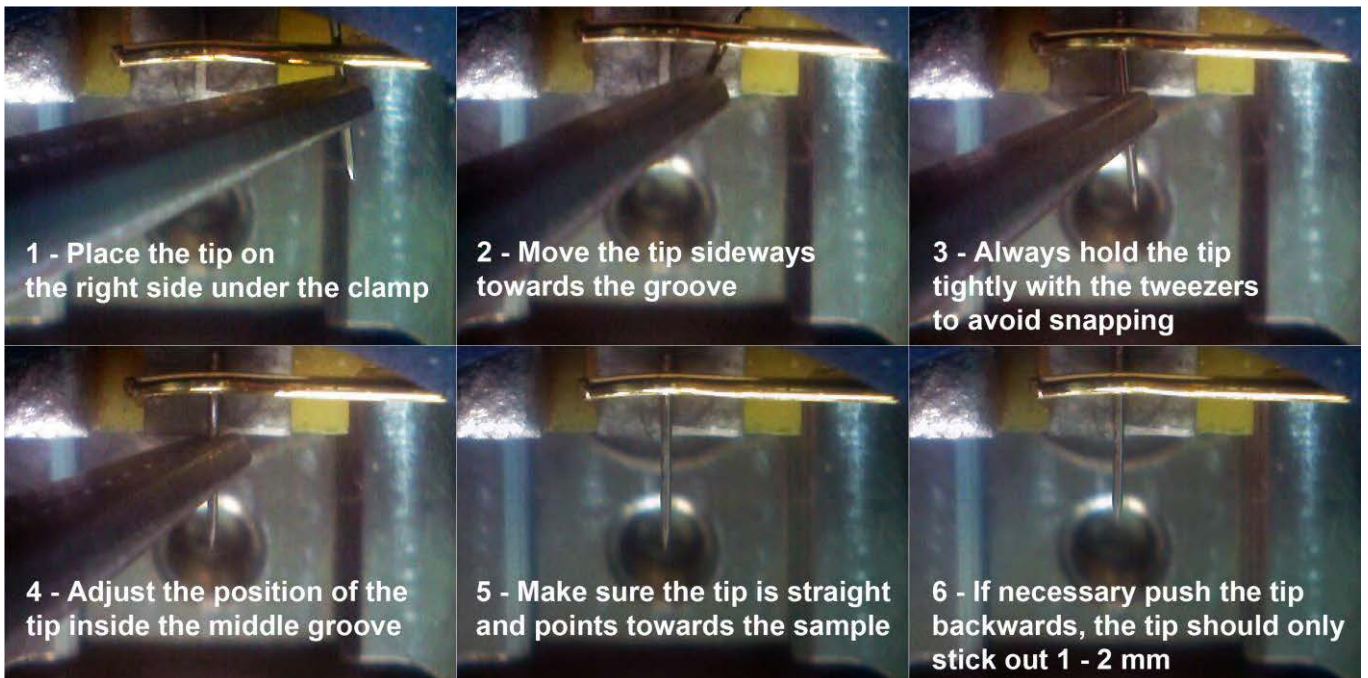 1 - Place the tip on
the right side under the clamp
2 - Move the tip sideways
towards the groove
3 - Always hold the tip
tightly with the tweezers
to avoid snapping
4 - Adjust the position of the
tip inside the middle groove
5 - Make sure the tip is straight
and points towards the sample
6 - If necessary push the tip
backwards, the tip should only
stick out 1 - 2 mm